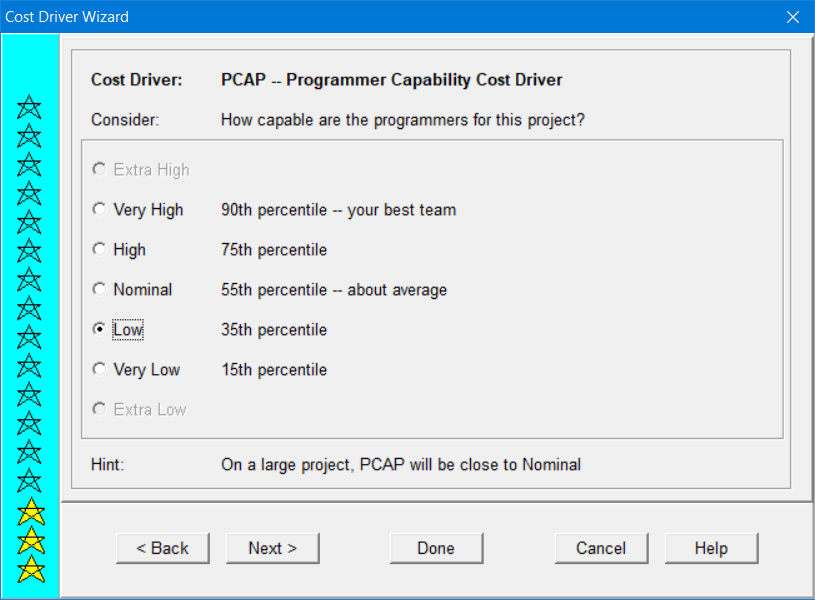 Cost Driver Wizard
Cost Driver: PCAP -- Programmer Capability Cost Driver
Consider: How capable are the programmers for this project?
Extra High
Very High 90th percentile -- your best team
High 75th percentile
Nominal 55th percentile -- about average
Low 35th percentile
Very Low 15th percentile
Extra Low
Hint: On a large project, PCAP will be close to Nominal
< Back Next > Done Cancel Help